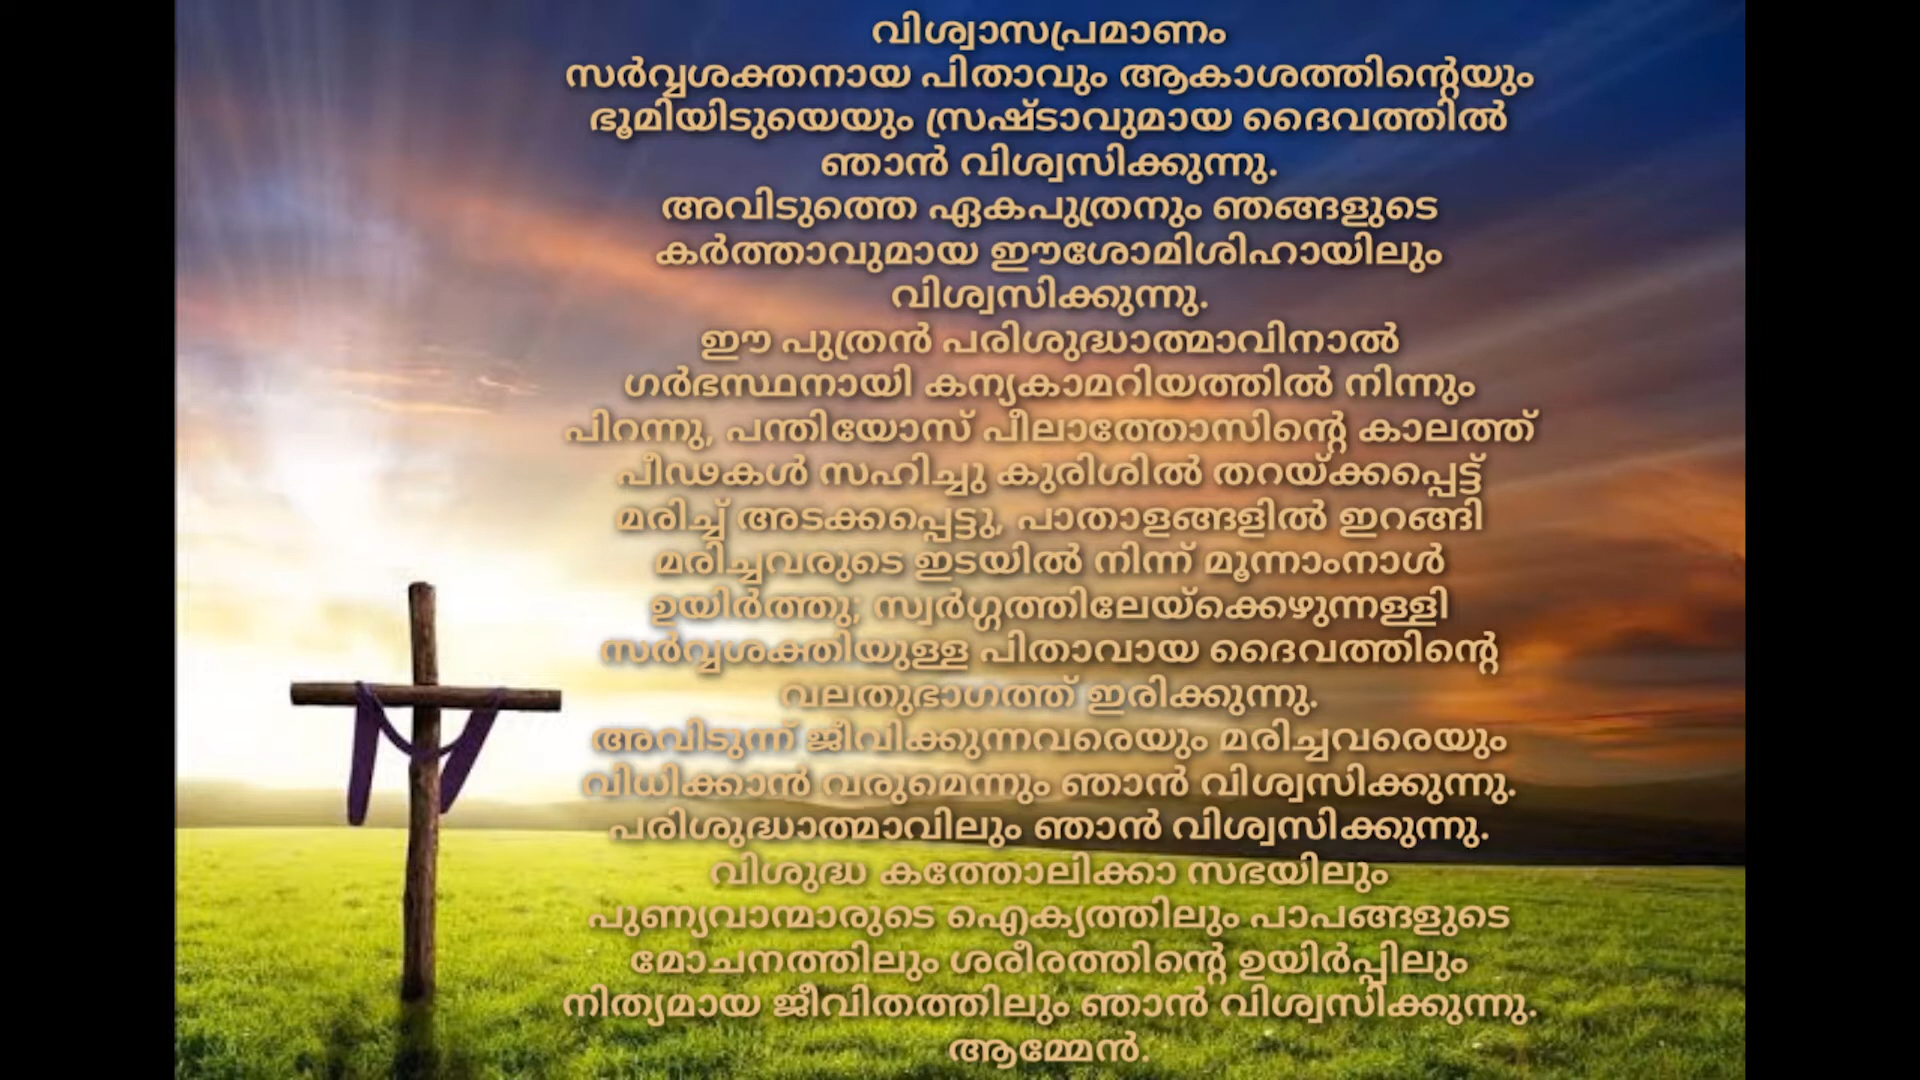 വിശ്വാസപ്രമാണം
സർവ്വശക്തനായ പിതാവും ആകാശത്തിന്റെയും
ഭൂമിയിടുയെയും സ്രഷ്ടാവുമായ ദൈവത്തിൽ
ഞാൻ വിശ്വസിക്കുന്നു.
അവിടുത്തെ ഏകപുത്രനും ഞങ്ങളുടെ
കർത്താവുമായ ഈശോമിശിഹായിലും
വിശ്വസിക്കുന്നു.
ഈ പുത്രൻ പരിശുദ്ധാത്മാവിനാൽ
ഗർഭസ്ഥനായി കന്യകാമറിയത്തിൽ നിന്നും
പിറന്നു, പന്തിയോസ് പീലാത്തോസിന്റെ കാലത്ത്
പീഢകൾ സഹിച്ചു കുരിശിൽ തറയ്ക്കപ്പെട്ട്
മരിച്ച് അടക്കപ്പെട്ടു, പാതാളങ്ങളിൽ ഇറങ്ങി
മരിച്ചവരുടെ ഇടയിൽ നിന്ന് മൂന്നാംനാൾ
ഉയിർത്തു; സ്വർഗ്ഗത്തിലേയ്ക്കെഴുന്നള്ളി
സർവ്വശക്തിയുള്ള പിതാവായ ദൈവത്തിന്റെ
വലതുഭാഗത്ത് ഇരിക്കുന്നു.
അവിടുന്ന് ജീവിക്കുന്നവരെയും മരിച്ചവരെയും
വിധിക്കാൻ വരുമെന്നും ഞാൻ വിശ്വസിക്കുന്നു.
പരിശുദ്ധാത്മാവിലും ഞാൻ വിശ്വസിക്കുന്നു.
വിശുദ്ധ കത്തോലിക്കാ സഭയിലും
പുണ്യവാന്മാരുടെ ഐക്യത്തിലും പാപങ്ങളുടെ
മോചനത്തിലും ശരീരത്തിന്റെ ഉയിർപ്പിലും
നിത്യമായ ജീവിതത്തിലും ഞാൻ വിശ്വസിക്കുന്നു.
ആമ്മേൻ.